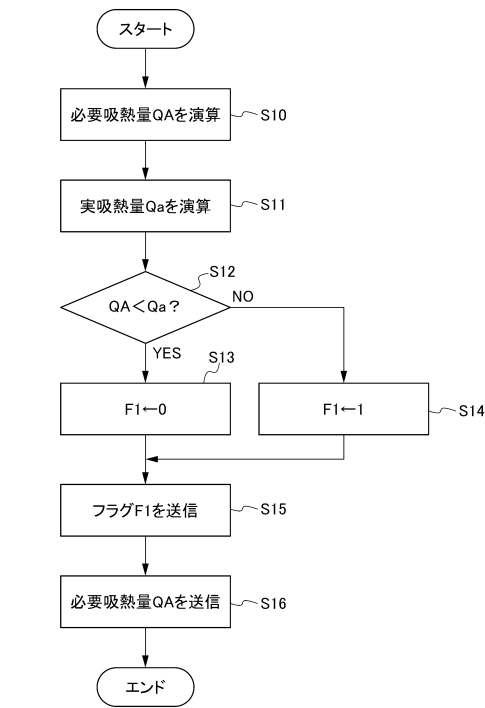 スタート
必要吸熱量QAを演算
S10
実吸熱量Qaを演算
S11
S12
QA＜Qa？
NO
YES
S13
F1←0
F1←1
S14
フラグF1を送信
S15
必要吸熱量QAを送信
S16
エンド